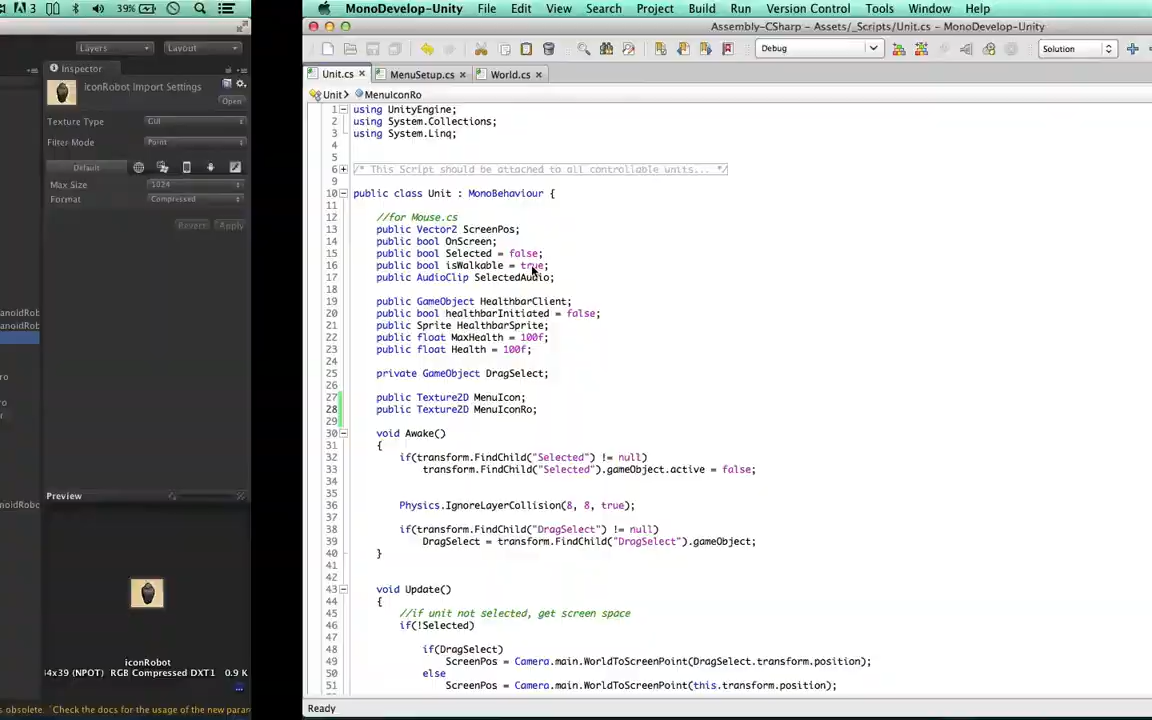 39%
MonoDevelop-Unity File Edit View Search Project Build Run Version Control Tools Window Help
Assembly-CSharp - Assets/_Scripts/Unit.cs - MonoDevelop-Unity
Layers Layout
Debug Solution
Inspector
iconRobot Import Settings
Open
Texture Type GUI
Filter Mode Point
Default
Max Size 1024
Format Compressed
Revert Apply
anoidRob
anoidRob
ro
ro
noidRob
Preview
iconRobot
44x39 (NPOT) RGB Compressed DXT1 0.9 K
s obsolete. "Check the docs for the usage of the new paran
Unit.cs MenuSetup.cs World.cs
Unit MenuIconRo
1 using UnityEngine;
2 using System.Collections;
3 using System.Linq;
4
5
6 /* This Script should be attached to all controllable units... */
9
10 public class Unit : MonoBehaviour {
11
12 //for Mouse.cs
13 public Vector2 ScreenPos;
14 public bool OnScreen;
15 public bool Selected = false;
16 public bool isWalkable = true;
17 public AudioClip SelectedAudio;
18
19 public GameObject HealthbarClient;
20 public bool healthbarInitiated = false;
21 public Sprite HealthbarSprite;
22 public float MaxHealth = 100f;
23 public float Health = 100f;
24
25 private GameObject DragSelect;
26
27 public Texture2D MenuIcon;
28 public Texture2D MenuIconRo;
29
30 void Awake()
31 {
32 if(transform.FindChild("Selected") != null)
33 transform.FindChild("Selected").gameObject.active = false;
34
35
36 Physics.IgnoreLayerCollision(8, 8, true);
37
38 if(transform.FindChild("DragSelect") != null)
39 DragSelect = transform.FindChild("DragSelect").gameObject;
40 }
41
42
43 void Update()
44 {
45 //if unit not selected, get screen space
46 if(!Selected)
47
48 if(DragSelect)
49 ScreenPos = Camera.main.WorldToScreenPoint(DragSelect.transform.position);
50 else
51 ScreenPos = Camera.main.WorldToScreenPoint(this.transform.position);
Ready